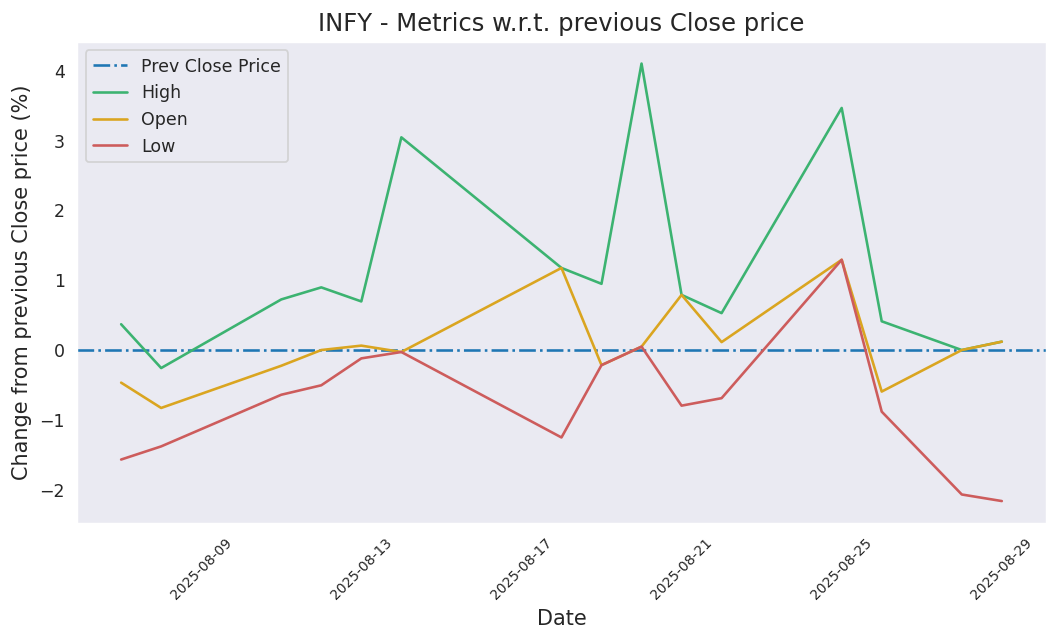 INFY - Metrics w.r.t. previous Close price
Prev Close Price
High
Open
Low
Change from previous Close price (%)
4
3
2
1
0
−1
−2
2025-08-09
2025-08-13
2025-08-17
2025-08-21
2025-08-25
2025-08-29
Date